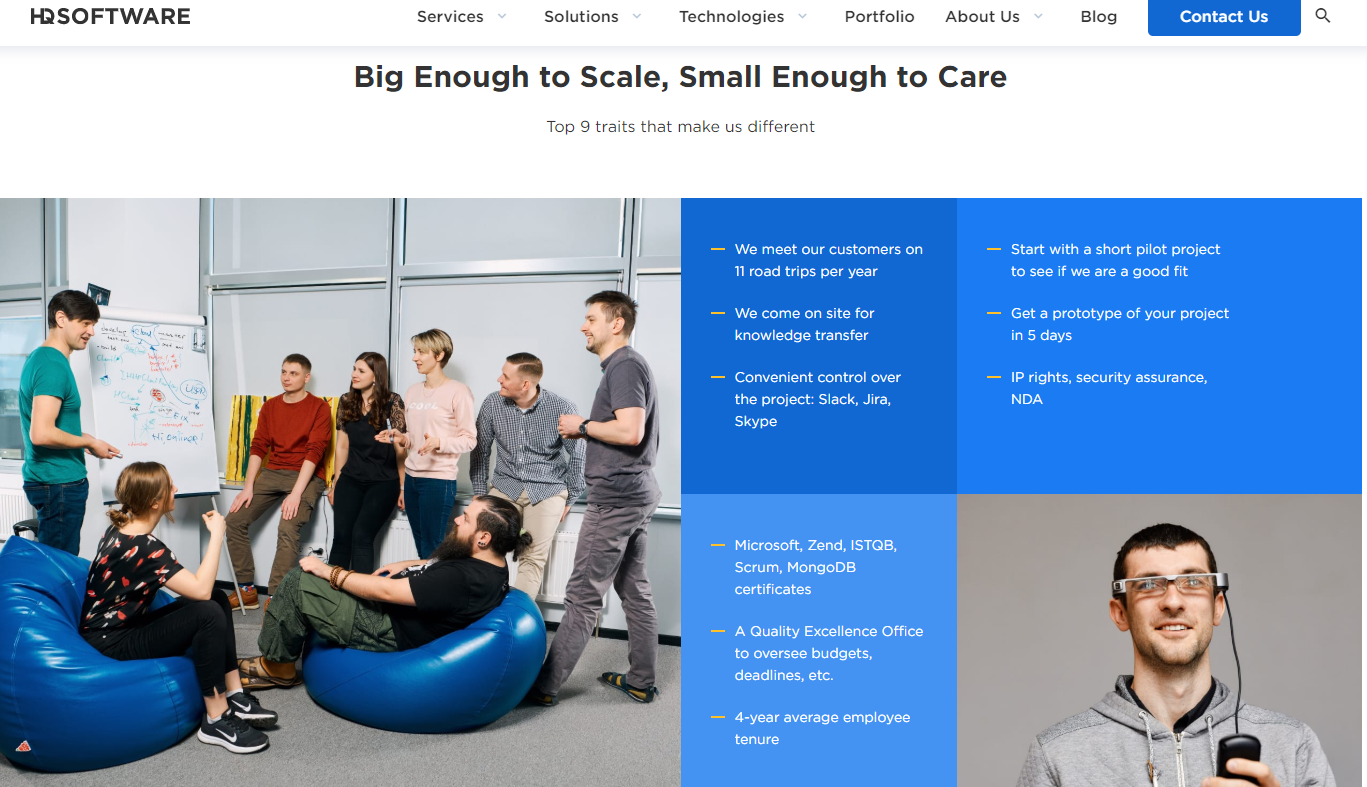 HQSOFTWARE
Services
Solutions
Technologies
Portfolio
About Us
Blog
Contact Us
Big Enough to Scale, Small Enough to Care
Top 9 traits that make us different
We meet our customers on
11 road trips per year
We come on site for
knowledge transfer
Convenient control over
the project: Slack, Jira,
Skype
Start with a short pilot project
to see if we are a good fit
Get a prototype of your project
in 5 days
IP rights, security assurance,
NDA
Microsoft, Zend, ISTQB,
Scrum, MongoDB
certificates
A Quality Excellence Office
to oversee budgets,
deadlines, etc.
4-year average employee
tenure